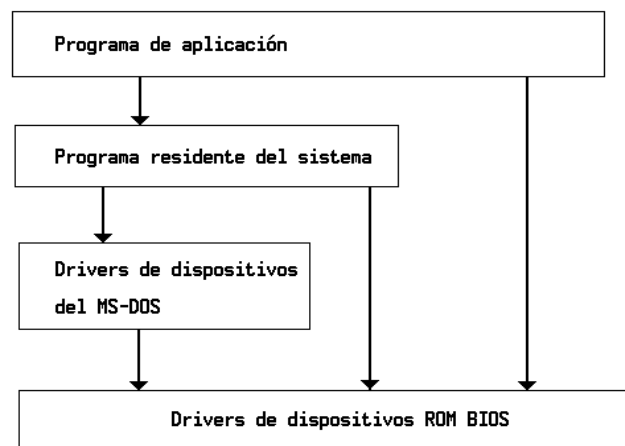 Programa de aplicación
Programa residente del sistema
Drivers de dispositivos
del MS-DOS
Drivers de dispositivos ROM BIOS